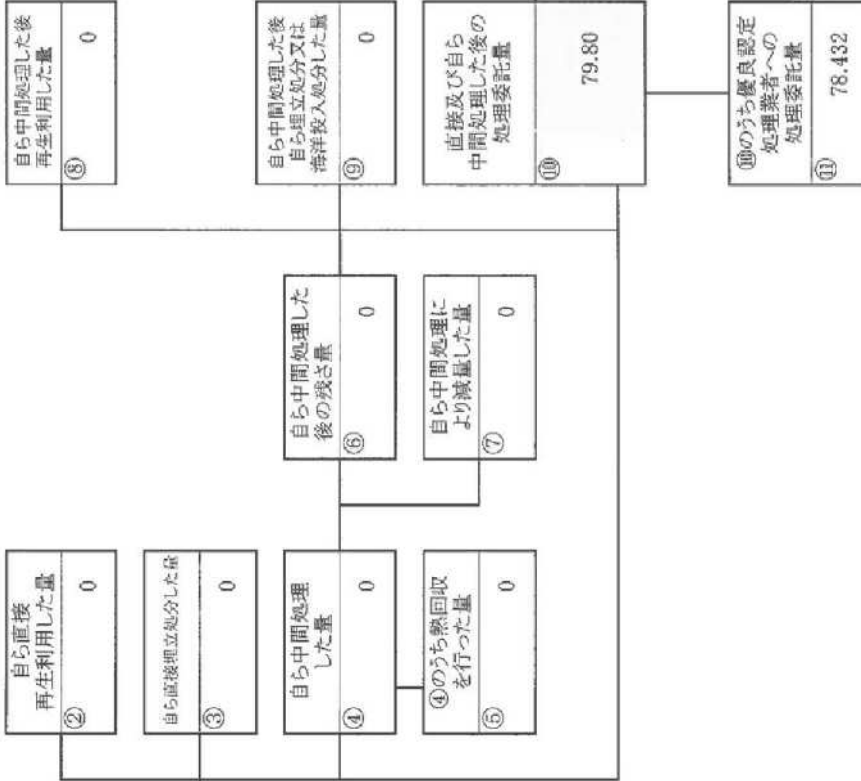 自ら直接
再生利用した量
② 0
自ら直接埋立処分した量
③ 0
自ら中間処理
した量
④ 0
④のうち熱回収
を行った量
⑤ 0
自ら中間処理した
後の残さ量
⑥ 0
自ら中間処理に
より減量した量
⑦ 0
自ら中間処理した後
再生利用した量
⑧ 0
自ら中間処理した後
自ら埋立処分又は
海洋投入処分した量
⑨ 0
直接及び自ら
中間処理した後の
処理委託量
⑩ 79.80
⑩のうち優良認定
処理業者への
処理委託量
⑪ 78.432